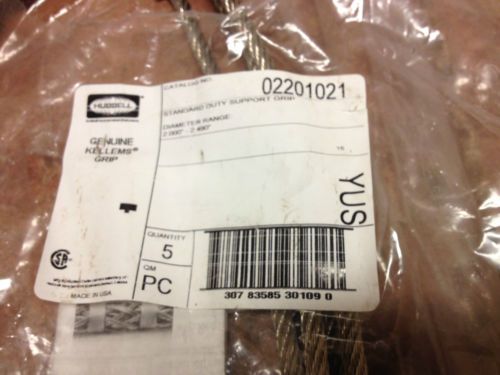 CATALOG NO.
02201021
HUBBELL
STANDARD DUTY SUPPORT GRIP
DIAMETER RANGE:
2.000" - 2.490"
GENUINE
KELLEMS®
GRIP
YUS
QUANTITY
5
QM
PC
MADE IN USA
307 83585 30109 0